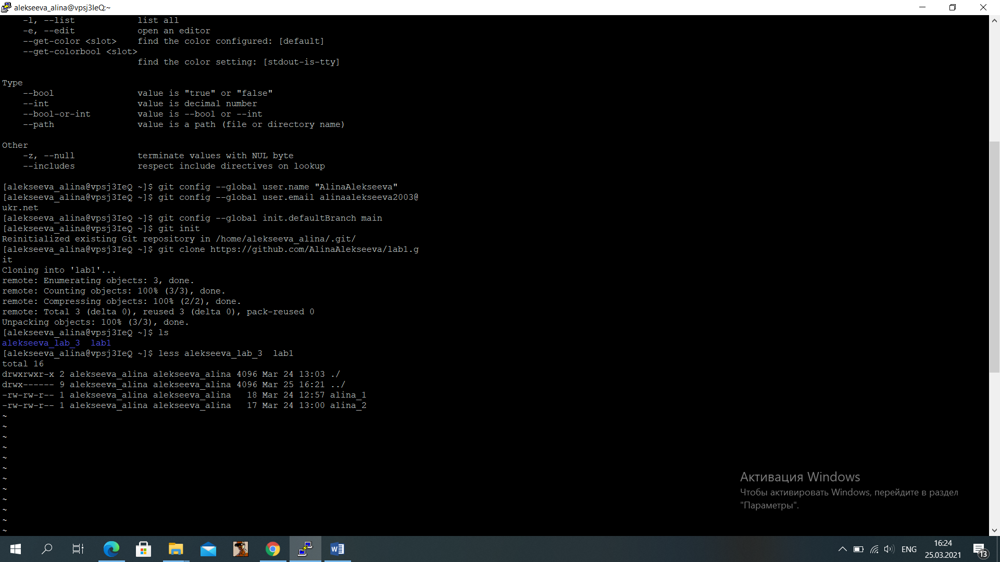 alekseeva_alina@vpsj3IeQ:~
-l, --list            list all
-e, --edit            open an editor
--get-color <slot>    find the color configured: [default]
--get-colorbool <slot>
find the color setting: [stdout-is-tty]
Type
--bool                value is "true" or "false"
--int                 value is decimal number
--bool-or-int         value is --bool or --int
--path                value is a path (file or directory name)
Other
-z, --null            terminate values with NUL byte
--includes            respect include directives on lookup
[alekseeva_alina@vpsj3IeQ ~]$ git config --global user.name "AlinaAlekseeva"
[alekseeva_alina@vpsj3IeQ ~]$ git config --global user.email alinaalekseeva2003@
ukr.net
[alekseeva_alina@vpsj3IeQ ~]$ git config --global init.defaultBranch main
[alekseeva_alina@vpsj3IeQ ~]$ git init
Reinitialized existing Git repository in /home/alekseeva_alina/.git/
[alekseeva_alina@vpsj3IeQ ~]$ git clone https://github.com/AlinaAlekseeva/lab1.g
it
Cloning into 'lab1'...
remote: Enumerating objects: 3, done.
remote: Counting objects: 100% (3/3), done.
remote: Compressing objects: 100% (2/2), done.
remote: Total 3 (delta 0), reused 3 (delta 0), pack-reused 0
Unpacking objects: 100% (3/3), done.
[alekseeva_alina@vpsj3IeQ ~]$ ls
alekseeva_lab_3  lab1
[alekseeva_alina@vpsj3IeQ ~]$ less alekseeva_lab_3  lab1
total 16
drwxrwxr-x 2 alekseeva_alina alekseeva_alina 4096 Mar 24 13:03 ./
drwx------ 9 alekseeva_alina alekseeva_alina 4096 Mar 25 16:21 ../
-rw-rw-r-- 1 alekseeva_alina alekseeva_alina   18 Mar 24 12:57 alina_1
-rw-rw-r-- 1 alekseeva_alina alekseeva_alina   17 Mar 24 13:00 alina_2
~
~
~
~
~
~
~
~
~
~
~
~
Активация Windows
Чтобы активировать Windows, перейдите в раздел
"Параметры".
W
ENG
16:24
25.03.2021
13